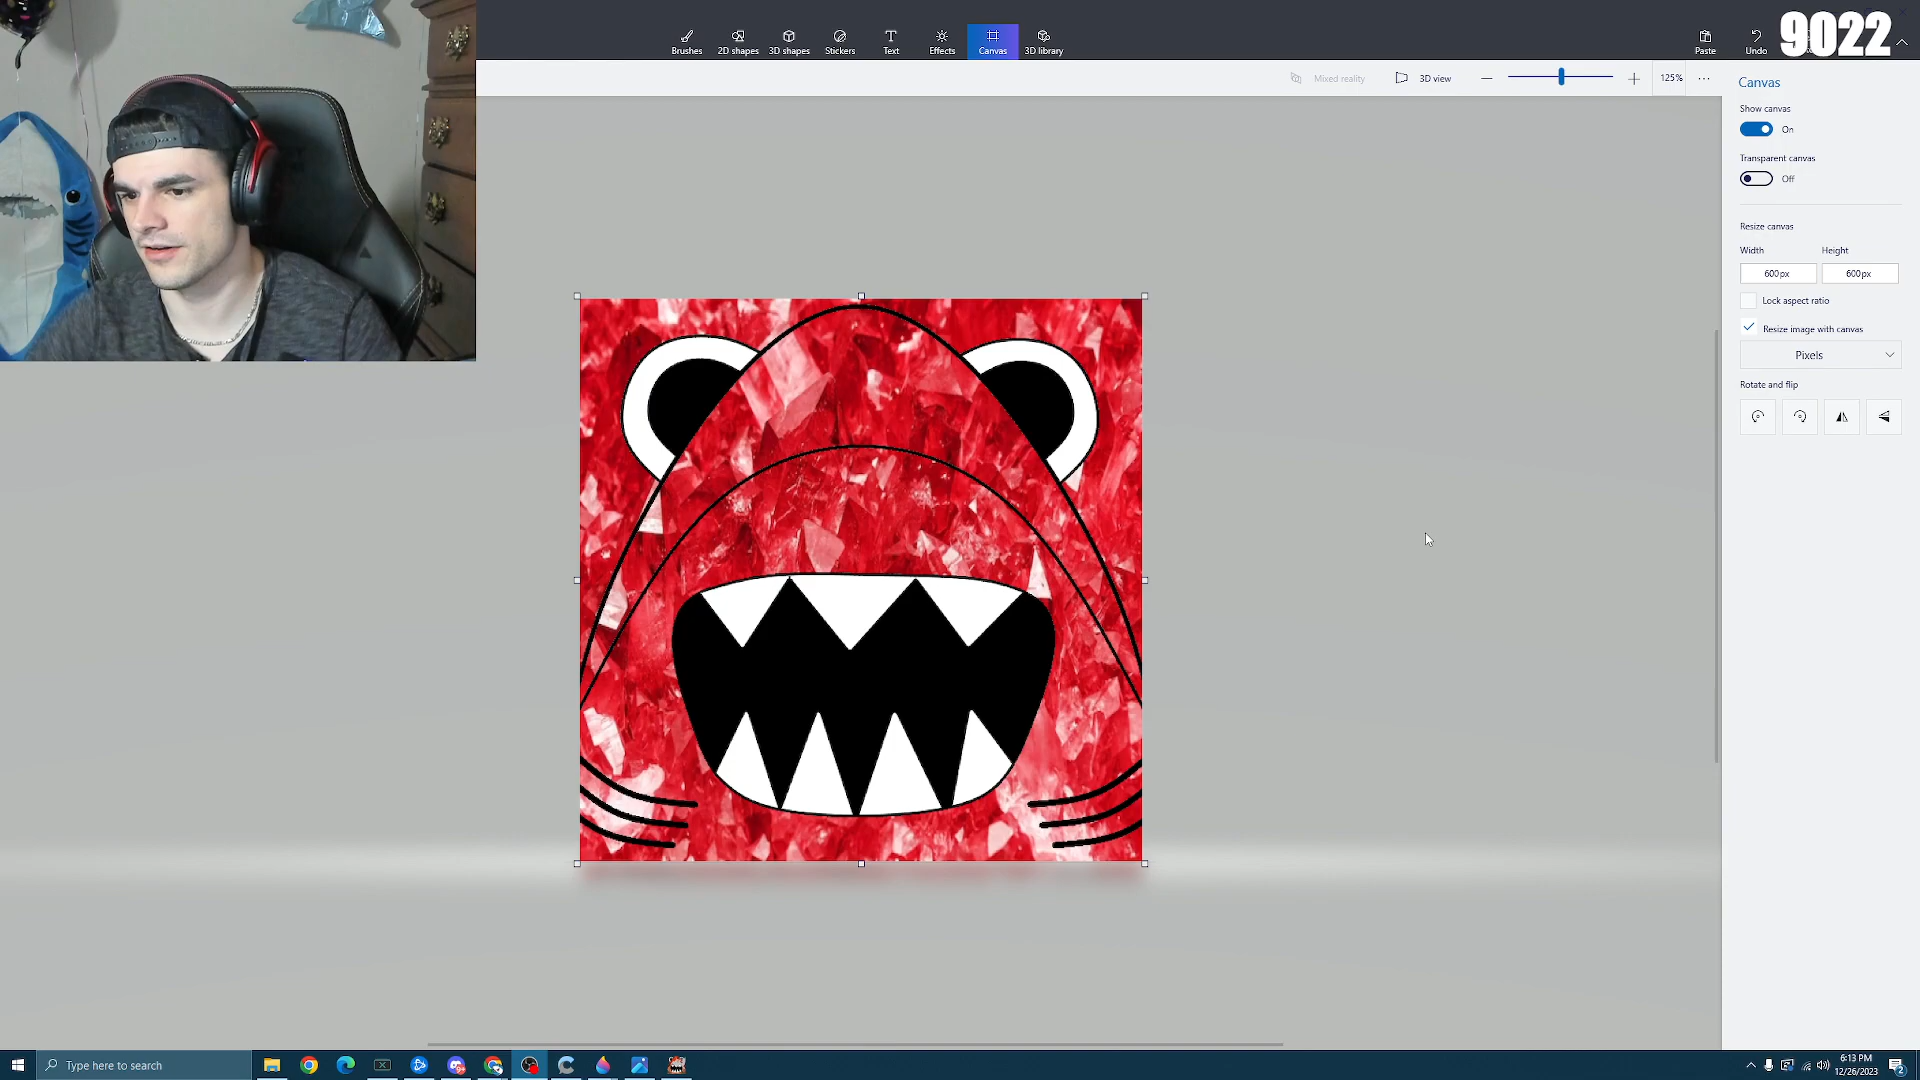 Brushes
2D shapes
3D shapes
Stickers
Text
Effects
Canvas
3D library
Paste
Undo
9022
Mixed reality
3D view
125%
Canvas
Show canvas
On
Transparent canvas
Off
Resize canvas
Width
Height
600px
600px
Lock aspect ratio
Resize image with canvas
Pixels
Rotate and flip
Type here to search
6:13 PM
12/26/2023